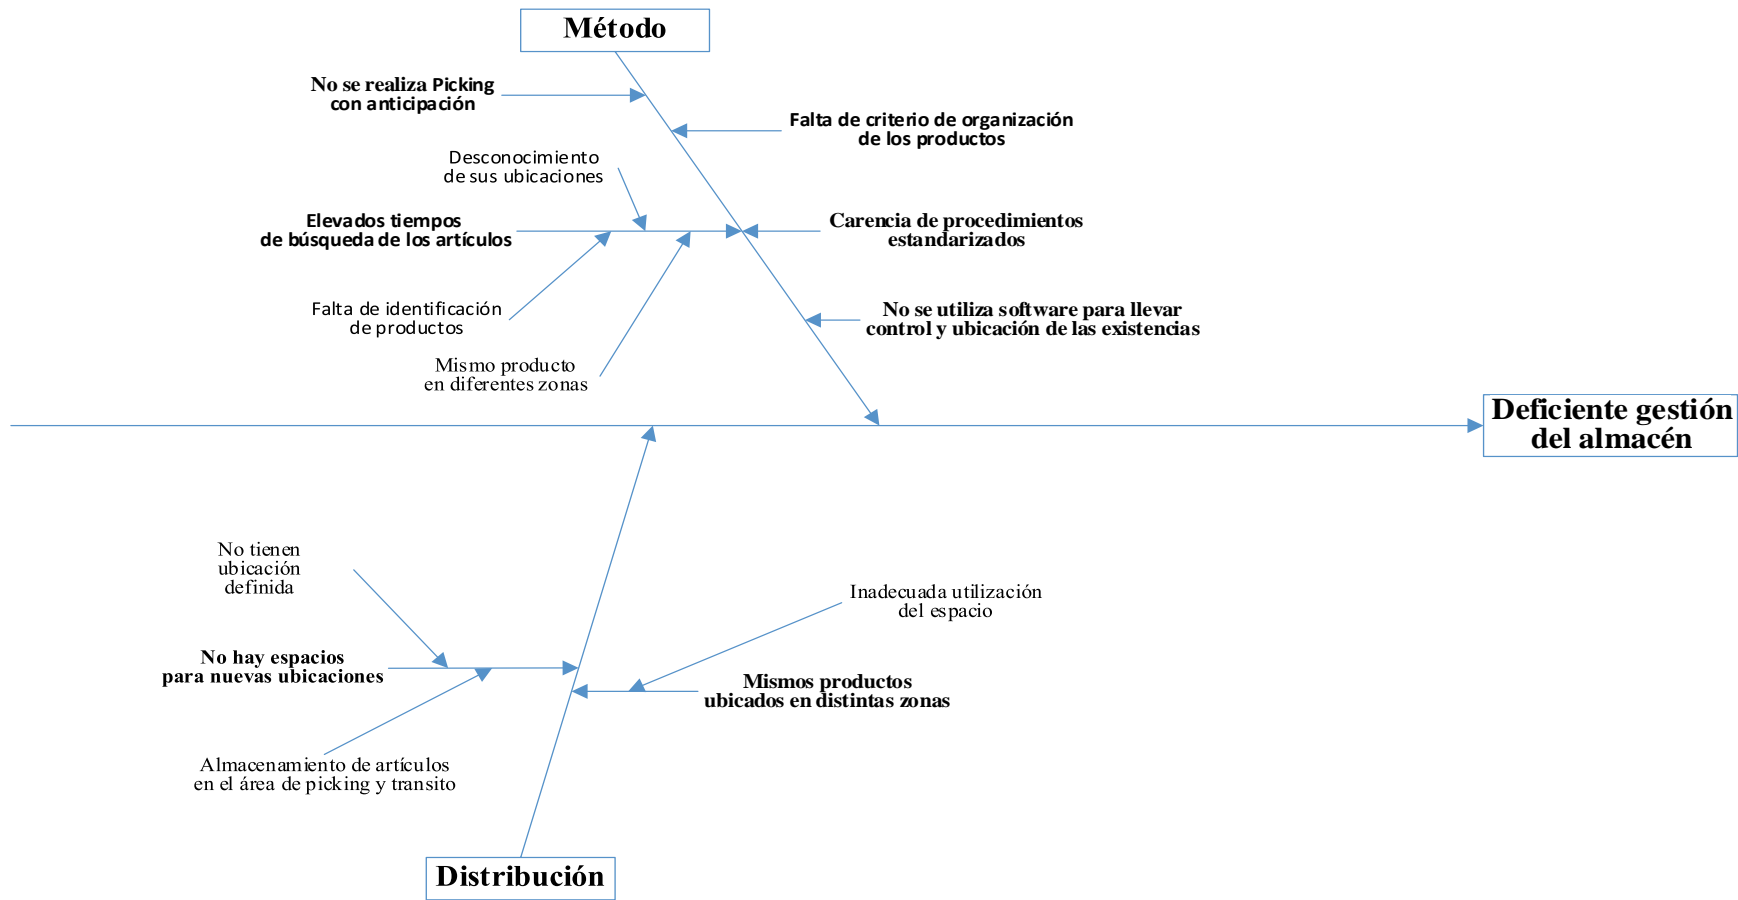 Método
No se realiza Picking
con anticipación
Falta de criterio de organización
de los productos
Desconocimiento
de sus ubicaciones
Elevados tiempos
de búsqueda de los artículos
Carencia de procedimientos
estandarizados
Falta de identificación
de productos
No se utiliza software para llevar
control y ubicación de las existencias
Mismo producto
en diferentes zonas
Deficiente gestión
del almacén
No tienen
ubicación
definida
Inadecuada utilización
del espacio
No hay espacios
para nuevas ubicaciones
Mismos productos
ubicados en distintas zonas
Almacenamiento de artículos
en el área de picking y transito
Distribución